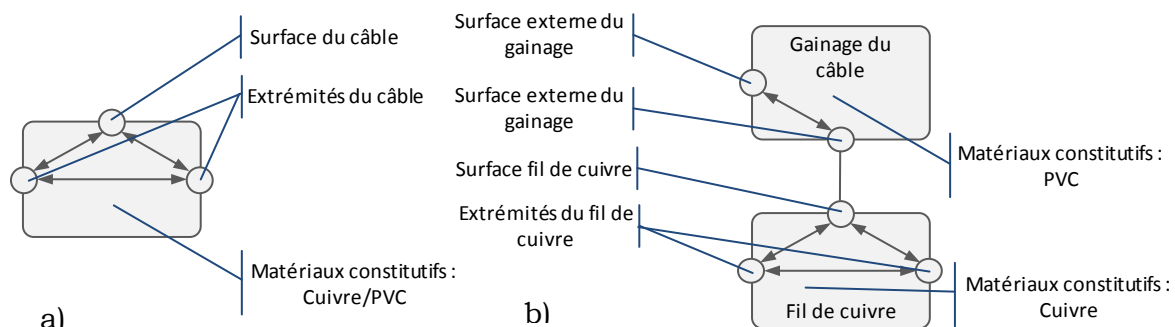 Surface du câble
Extrémités du câble
Matériaux constitutifs :
Cuivre/PVC
a)
Surface externe du
gainage
Gainage du
câble
Surface externe du
gainage
Matériaux constitutifs :
PVC
Surface fil de cuivre
Extrémités du fil de
cuivre
Matériaux constitutifs :
Cuivre
Fil de cuivre
b)